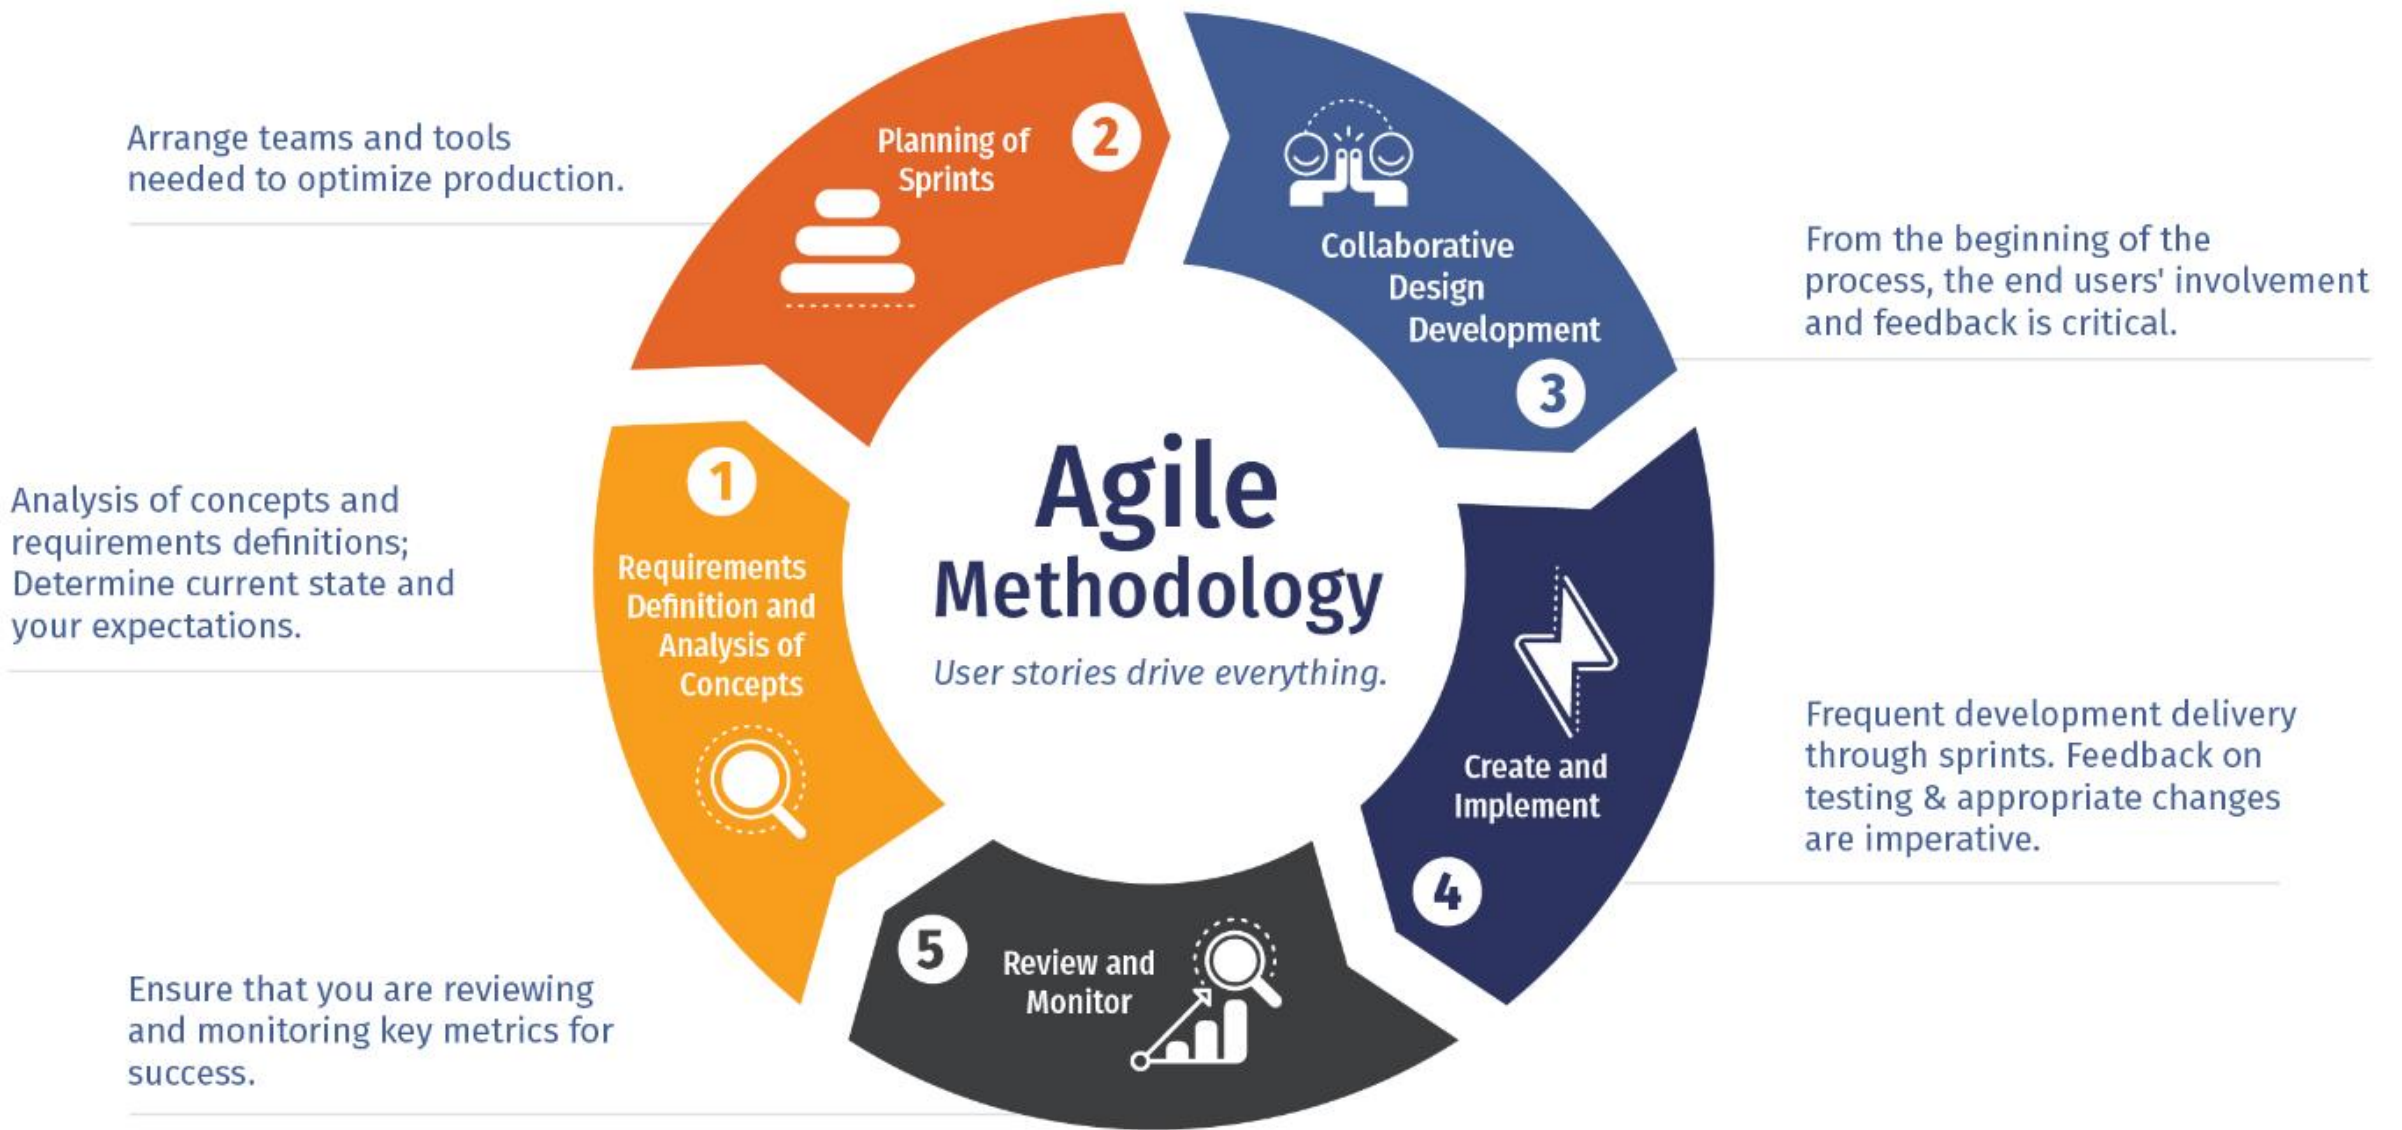 Agile
Methodology
User stories drive everything.
1
Requirements
Definition and
Analysis of
Concepts
Analysis of concepts and
requirements definitions;
Determine current state and
your expectations.
Planning of
Sprints
2
Arrange teams and tools
needed to optimize production.
Collaborative
Design
Development
3
From the beginning of the
process, the end users' involvement
and feedback is critical.
Create and
Implement
4
Frequent development delivery
through sprints. Feedback on
testing & appropriate changes
are imperative.
5
Review and
Monitor
Ensure that you are reviewing
and monitoring key metrics for
success.